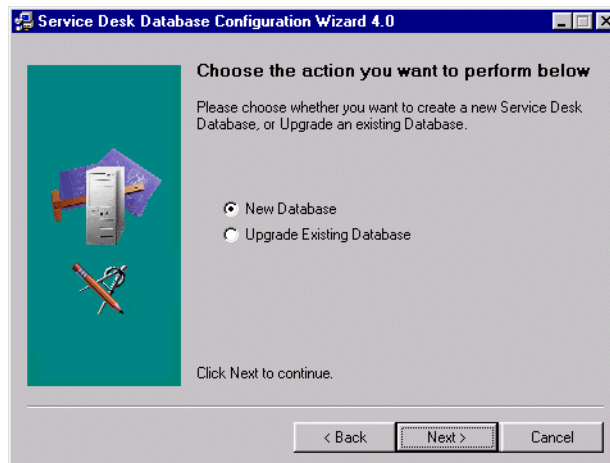 Service Desk Database Configuration Wizard 4.0
Choose the action you want to perform below
Please choose whether you want to create a new Service Desk
Database, or Upgrade an existing Database.
New Database
Upgrade Existing Database
Click Next to continue.
< Back
Next >
Cancel